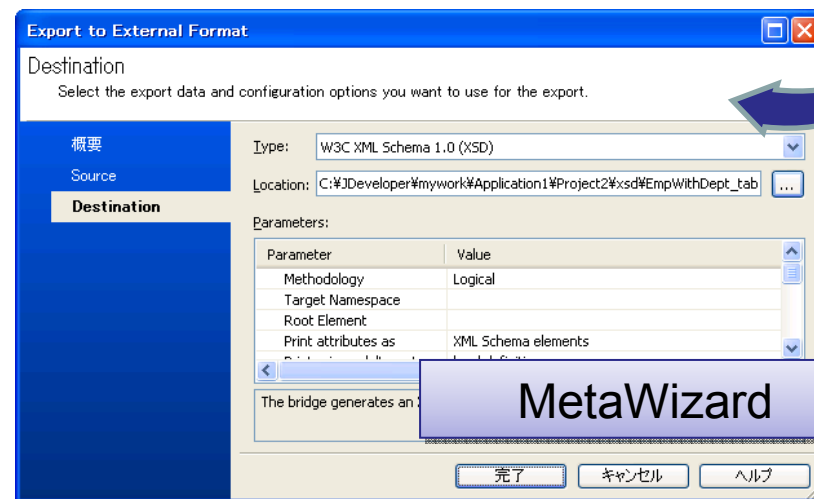 Export to External Format
Destination
Select the export data and configuration options you want to use for the export.
概要
Source
Destination
Type: W3C XML Schema 1.0 (XSD)
Location: C:¥JDeveloper¥mywork¥Application1¥Project2¥xsd¥EmpWithDept_tab ...
Parameters:
Parameter Value
Methodology Logical
Target Namespace
Root Element
Print attributes as XML Schema elements
The bridge generates an
MetaWizard
完了 キャンセル ヘルプ